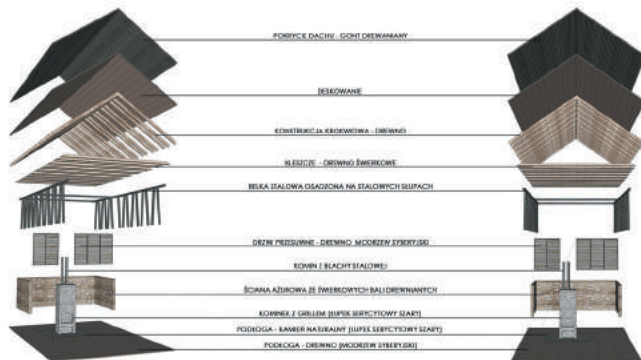 POKRYCIE DACHU - GONT DREWNIANY
DESKOWANIE
KONSTRUKCJA KROKWIOWA - DREWNO
KLESZCZE - DREWNO ŚWIERKOWE
BELKA STALOWA OSADZONA NA STALOWYCH SŁUPACH
DRZWI PRZESUWNE - DREWNO MODRZEW SYBERYJSKI
KOMIN Z BLACHY STALOWEJ
ŚCIANA AŻUROWA ZE ŚWIERKOWYCH BALI DREWNIANYCH
KOMINEK Z GRILLEM (ŁUPEK SERYCYTOWY SZARY)
PODŁOGA - KAMIEŃ NATURALNY (ŁUPEK SERYCYTOWY SZARY)
PODŁOGA - DREWNO (MODRZEW SYBERYJSKI)